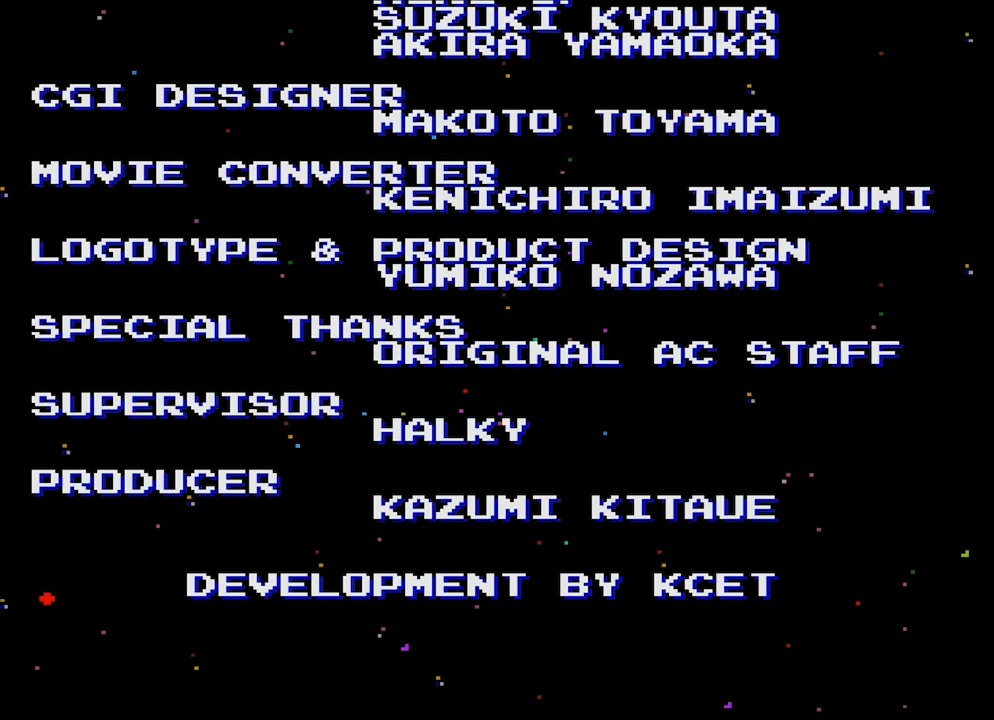 SUZUKI KYOUTA
AKIRA YAMAOKA
CGI DESIGNER
MAKOTO TOYAMA
MOVIE CONVERTER
KENICHIRO IMAIZUMI
LOGOTYPE & PRODUCT DESIGN
YUMIKO NOZAWA
SPECIAL THANKS
ORIGINAL AC STAFF
SUPERVISOR
HALKY
PRODUCER
KAZUMI KITAUE
DEVELOPMENT BY KCET